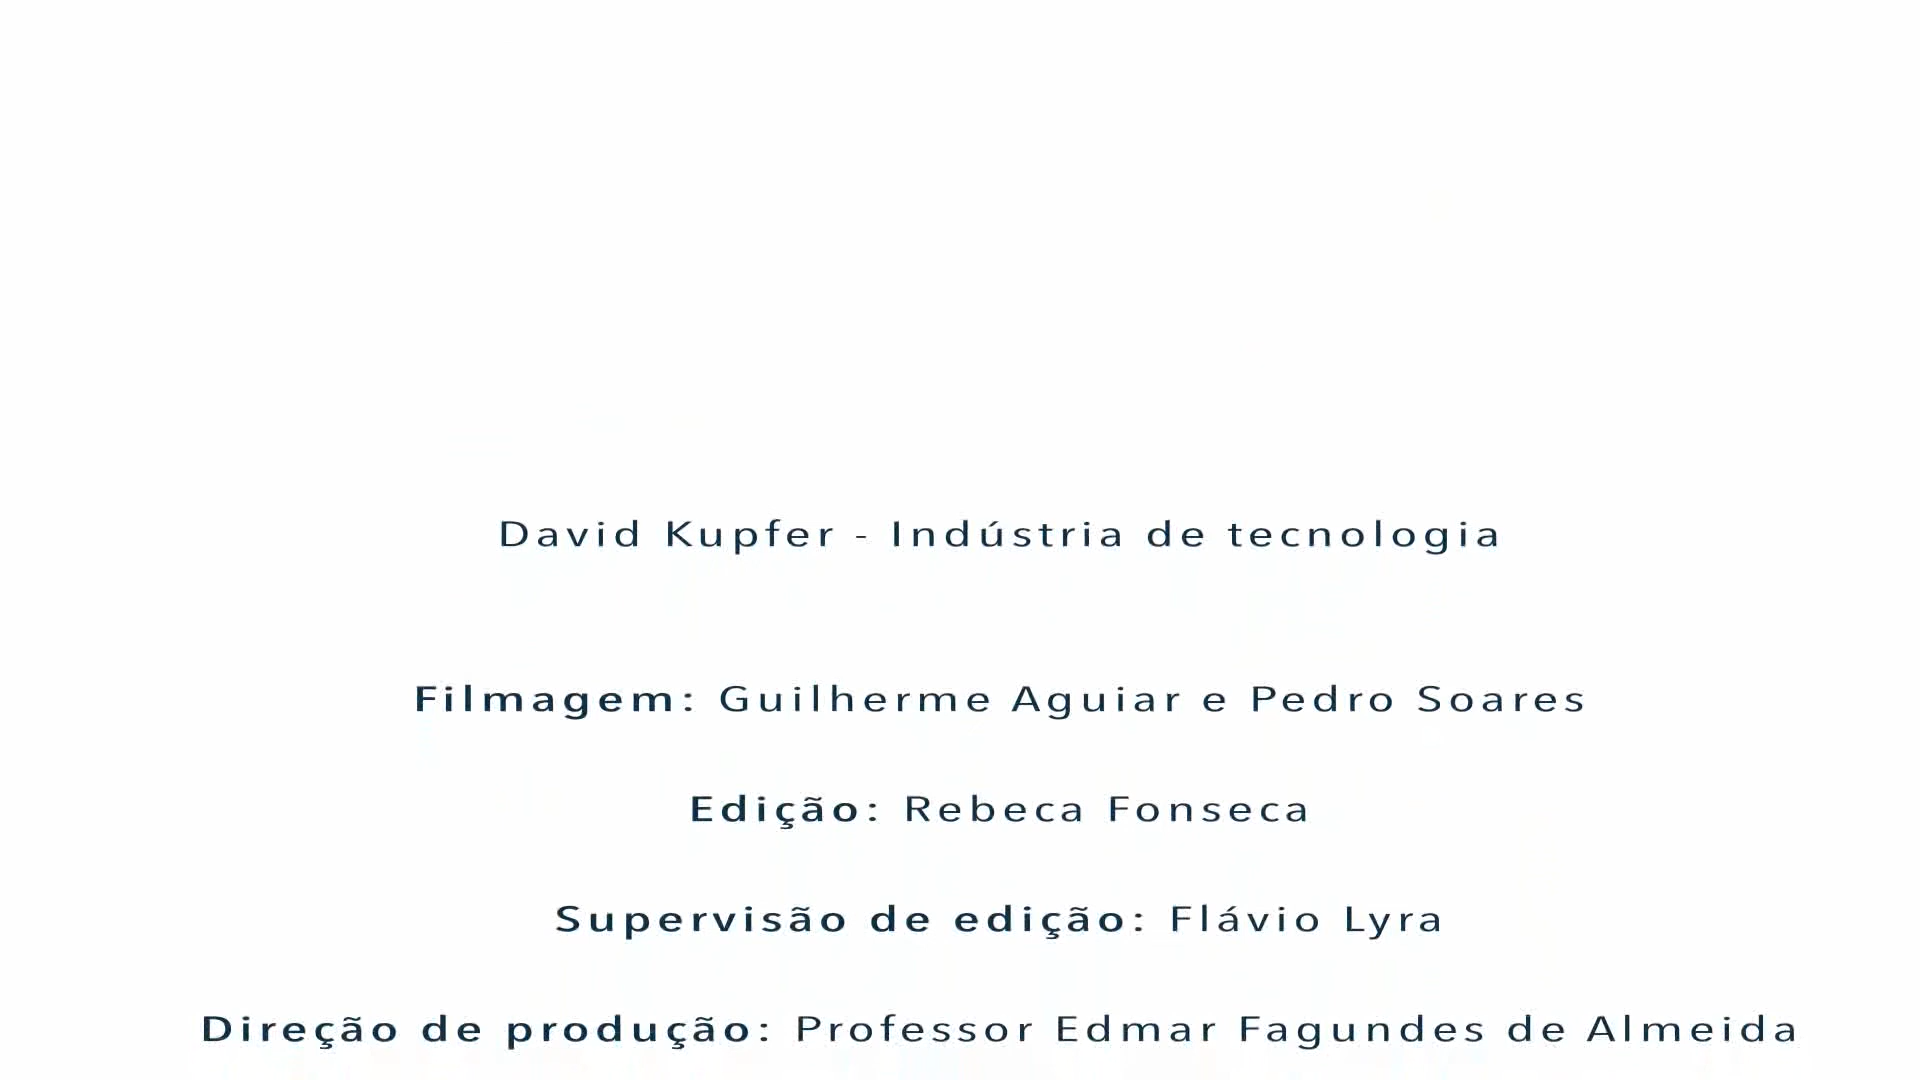 David Kupfer - Indústria de tecnologia
Filmagem: Guilherme Aguiar e Pedro Soares
Edição: Rebeca Fonseca
Supervisão de edição: Flávio Lyra
Direção de produção: Professor Edmar Fagundes de Almeida